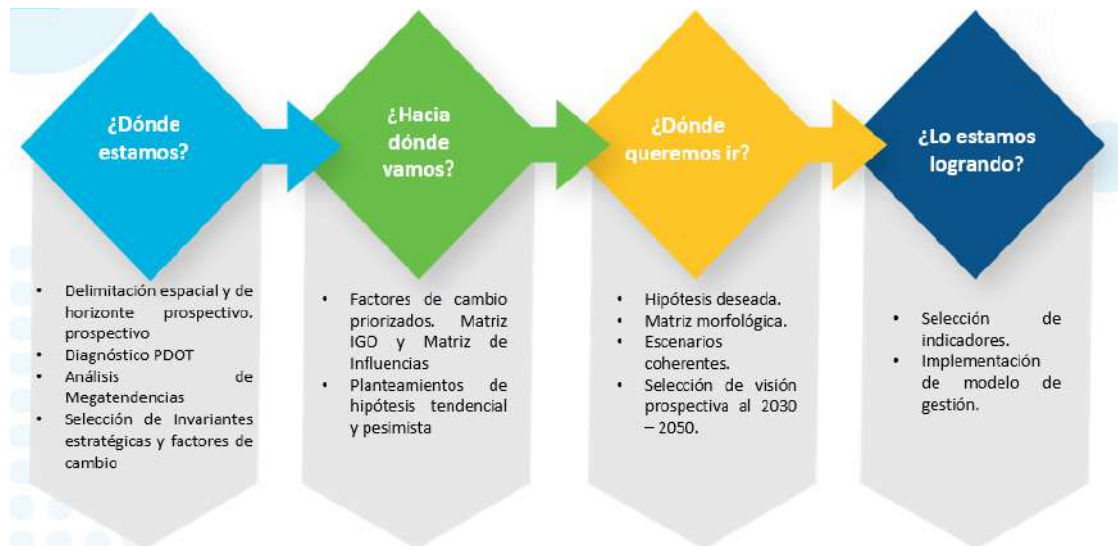 ¿Dónde
estamos?
• Delimitación espacial y de
horizonte prospectivo.
prospectivo
• Diagnóstico PDOT
• Análisis de
Megatendencias
• Selección de Invariantes
estratégicas y factores de
cambio
¿Hacia
dónde
vamos?
• Factores de cambio
priorizados. Matriz
IGO y Matriz de
Influencias
• Planteamientos de
hipótesis tendencial
y pesimista
¿Dónde
queremos ir?
• Hipótesis deseada.
• Matriz morfológica.
• Escenarios
coherentes.
• Selección de visión
prospectiva al 2030
– 2050.
¿Lo estamos
logrando?
• Selección de
indicadores.
• Implementación
de modelo de
gestión.